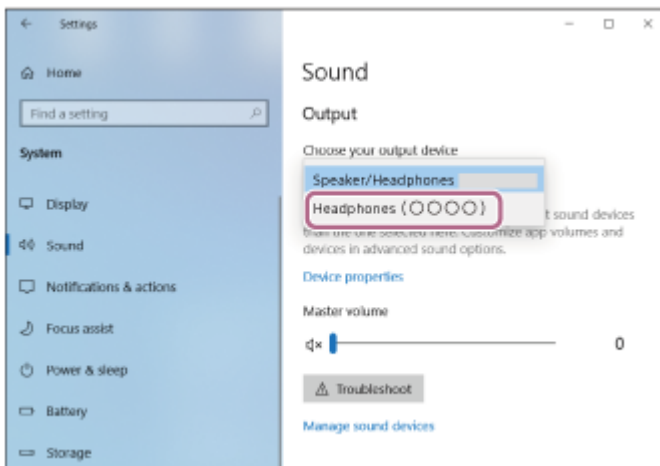 Settings
Home
Find a setting
System
Display
Sound
Notifications & actions
Focus assist
Power & sleep
Battery
Storage
Sound
Output
Choose your output device
Speaker/Headphones
Headphones (○○○○)
t sound devices
than the one selected here. Customize app volumes and
devices in advanced sound options.
Device properties
Master volume
0
Troubleshoot
Manage sound devices